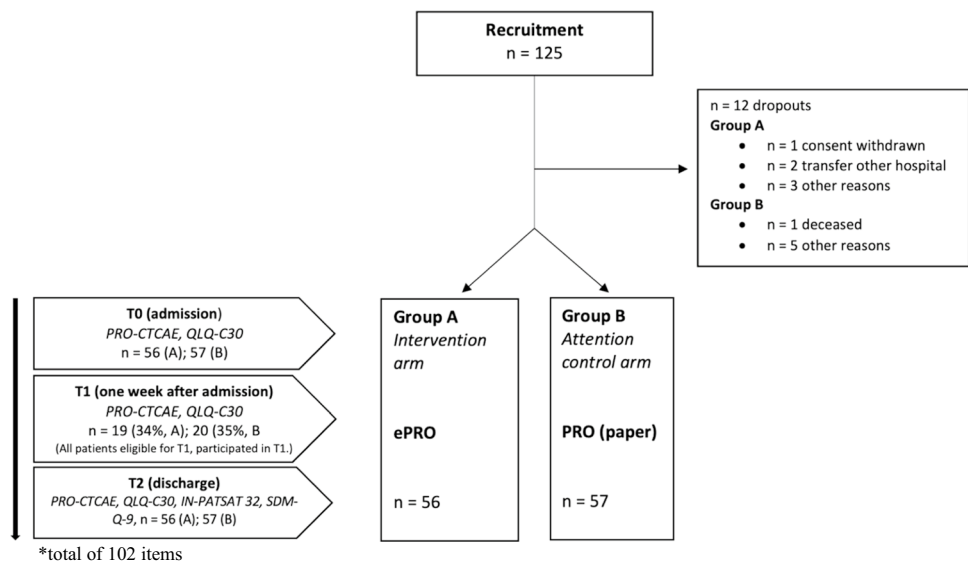 Recruitment
n = 125
n = 12 dropouts
Group A
• n = 1 consent withdrawn
• n = 2 transfer other hospital
• n = 3 other reasons
Group B
• n = 1 deceased
• n = 5 other reasons
T0 (admission)
PRO-CTCAE, QLQ-C30
n = 56 (A); 57 (B)
T1 (one week after admission)
PRO-CTCAE, QLQ-C30
n = 19 (34%, A); 20 (35%, B
(All patients eligible for T1, participated in T1.)
T2 (discharge)
PRO-CTCAE, QLQ-C30, IN-PATSAT 32, SDM-
Q-9, n = 56 (A); 57 (B)
Group A
Intervention
arm
ePRO
n = 56
Group B
Attention
control arm
PRO (paper)
n = 57
*total of 102 items